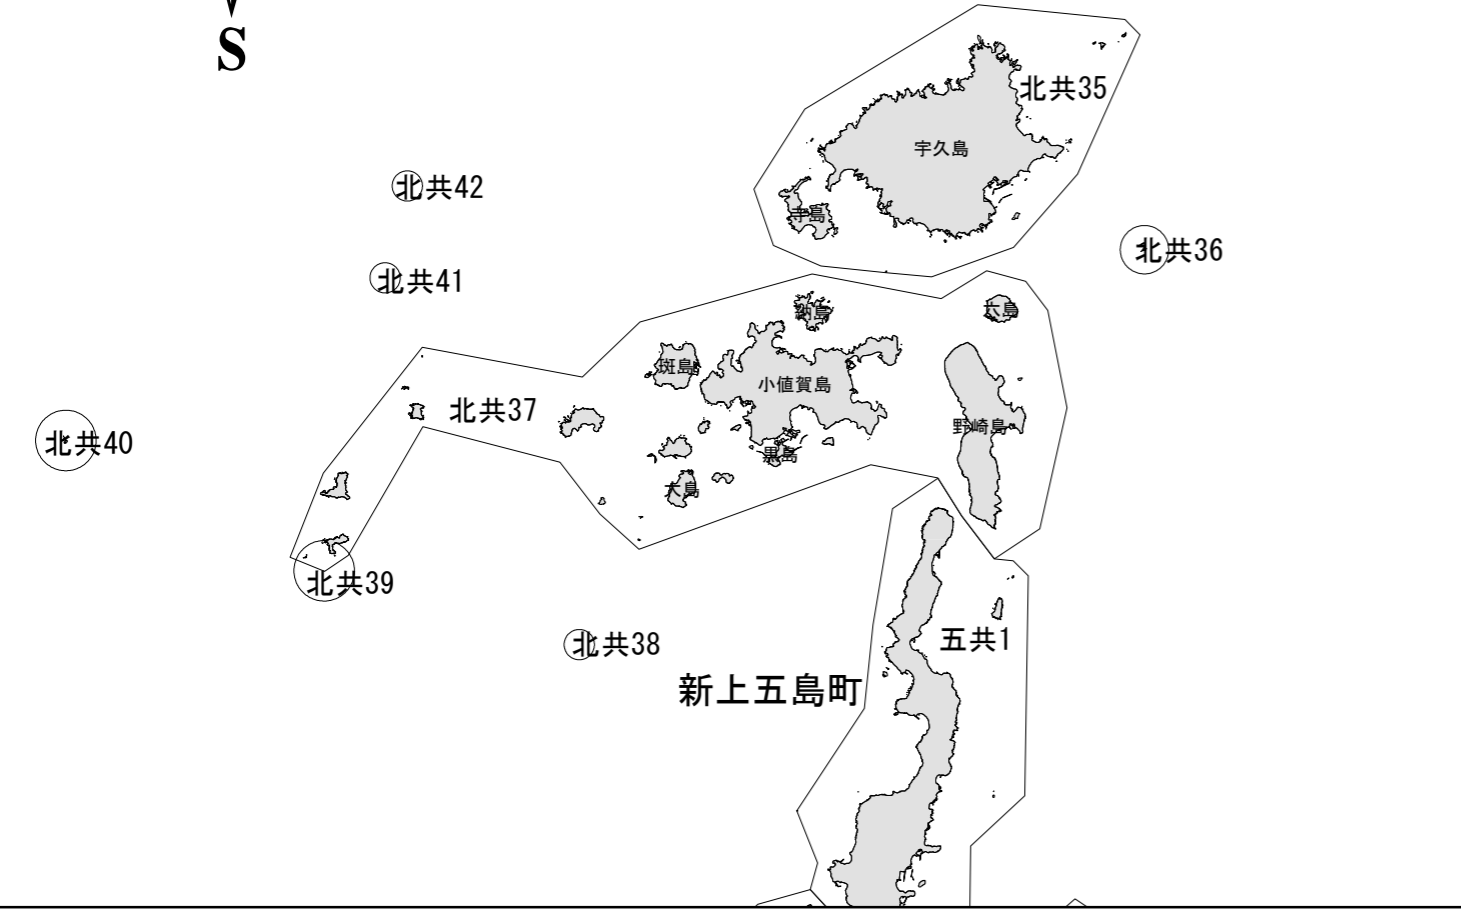 S
北共35
宇久島
北共42
寺島
北共36
北共41
納島
六島
斑島
小値賀島
北共37
野崎島
北共40
黒島
大島
北共39
北共38
五共1
新上五島町